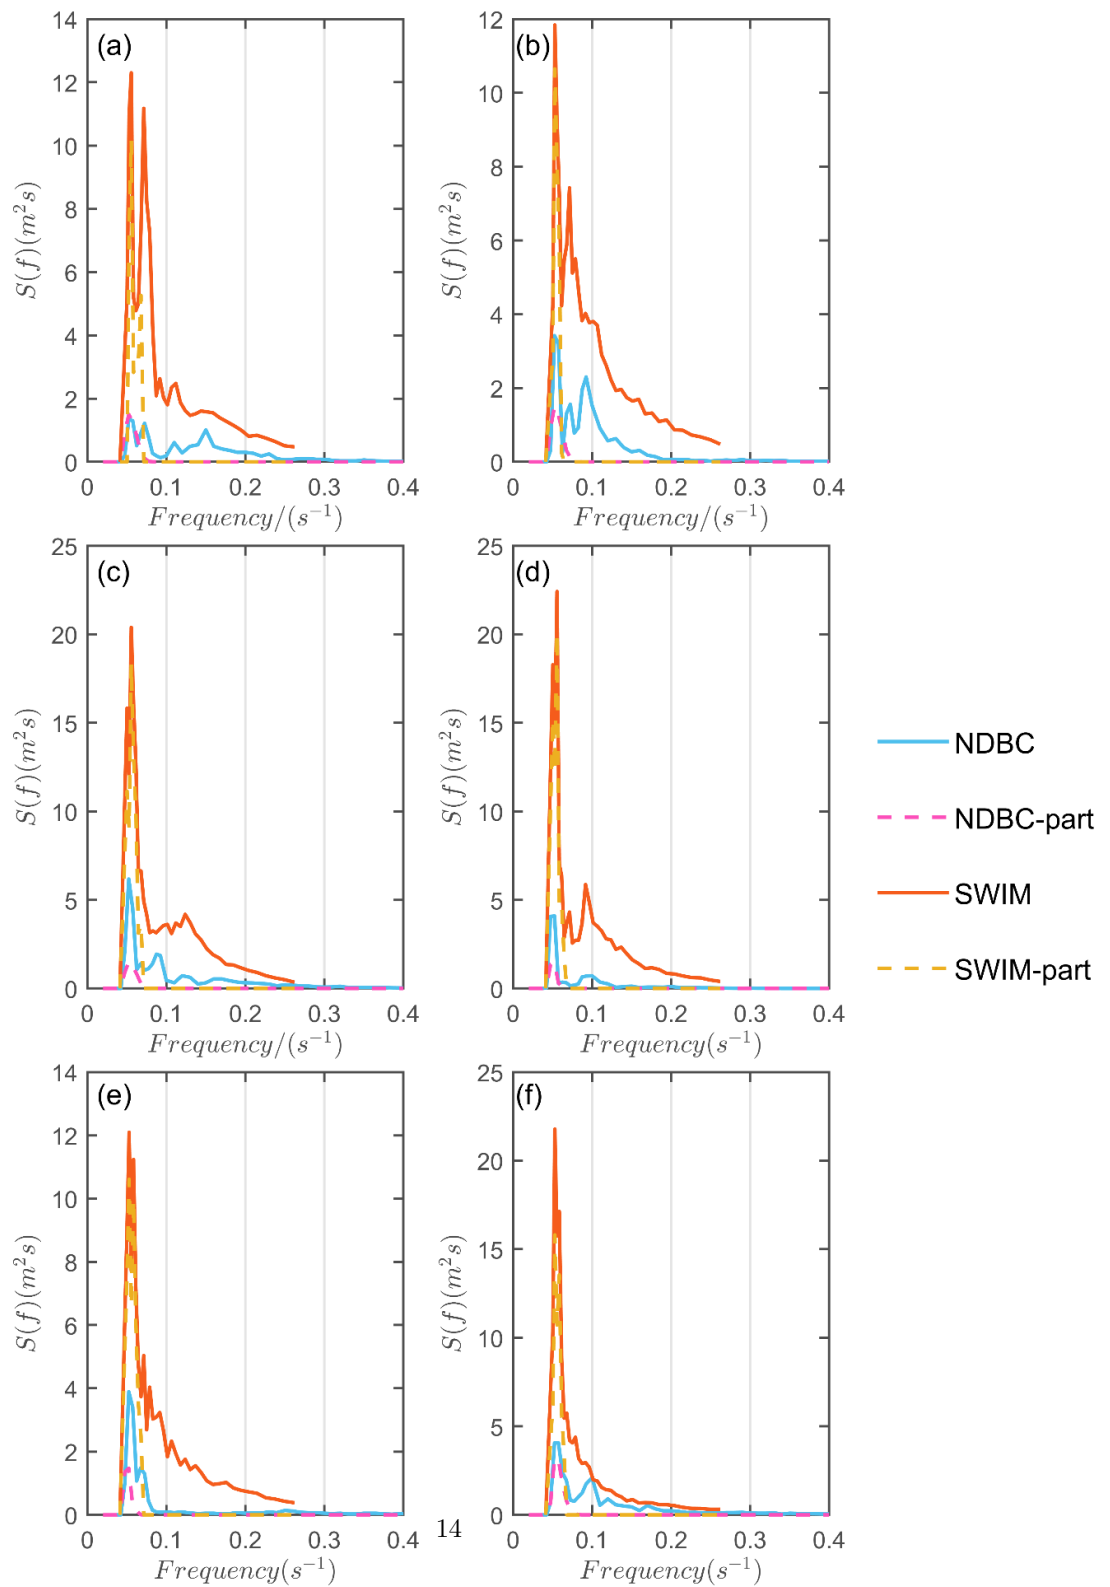 (a)
14
12
10
8
6
4
2
0
S(f)(m²s)
0 0.1 0.2 0.3 0.4
Frequency/(s⁻¹)
(b)
12
10
8
6
4
2
0
S(f)(m²s)
0 0.1 0.2 0.3 0.4
Frequency/(s⁻¹)
(c)
25
20
15
10
5
0
S(f)(m²s)
0 0.1 0.2 0.3 0.4
Frequency/(s⁻¹)
(d)
25
20
15
10
5
0
S(f)(m²s)
0 0.1 0.2 0.3 0.4
Frequency(s⁻¹)
NDBC
NDBC-part
SWIM
SWIM-part
(e)
14
12
10
8
6
4
2
0
S(f)(m²s)
0 0.1 0.2 0.3 0.4
Frequency(s⁻¹)
(f)
25
20
15
10
5
0
S(f)(m²s)
0 0.1 0.2 0.3 0.4
Frequency(s⁻¹)
14